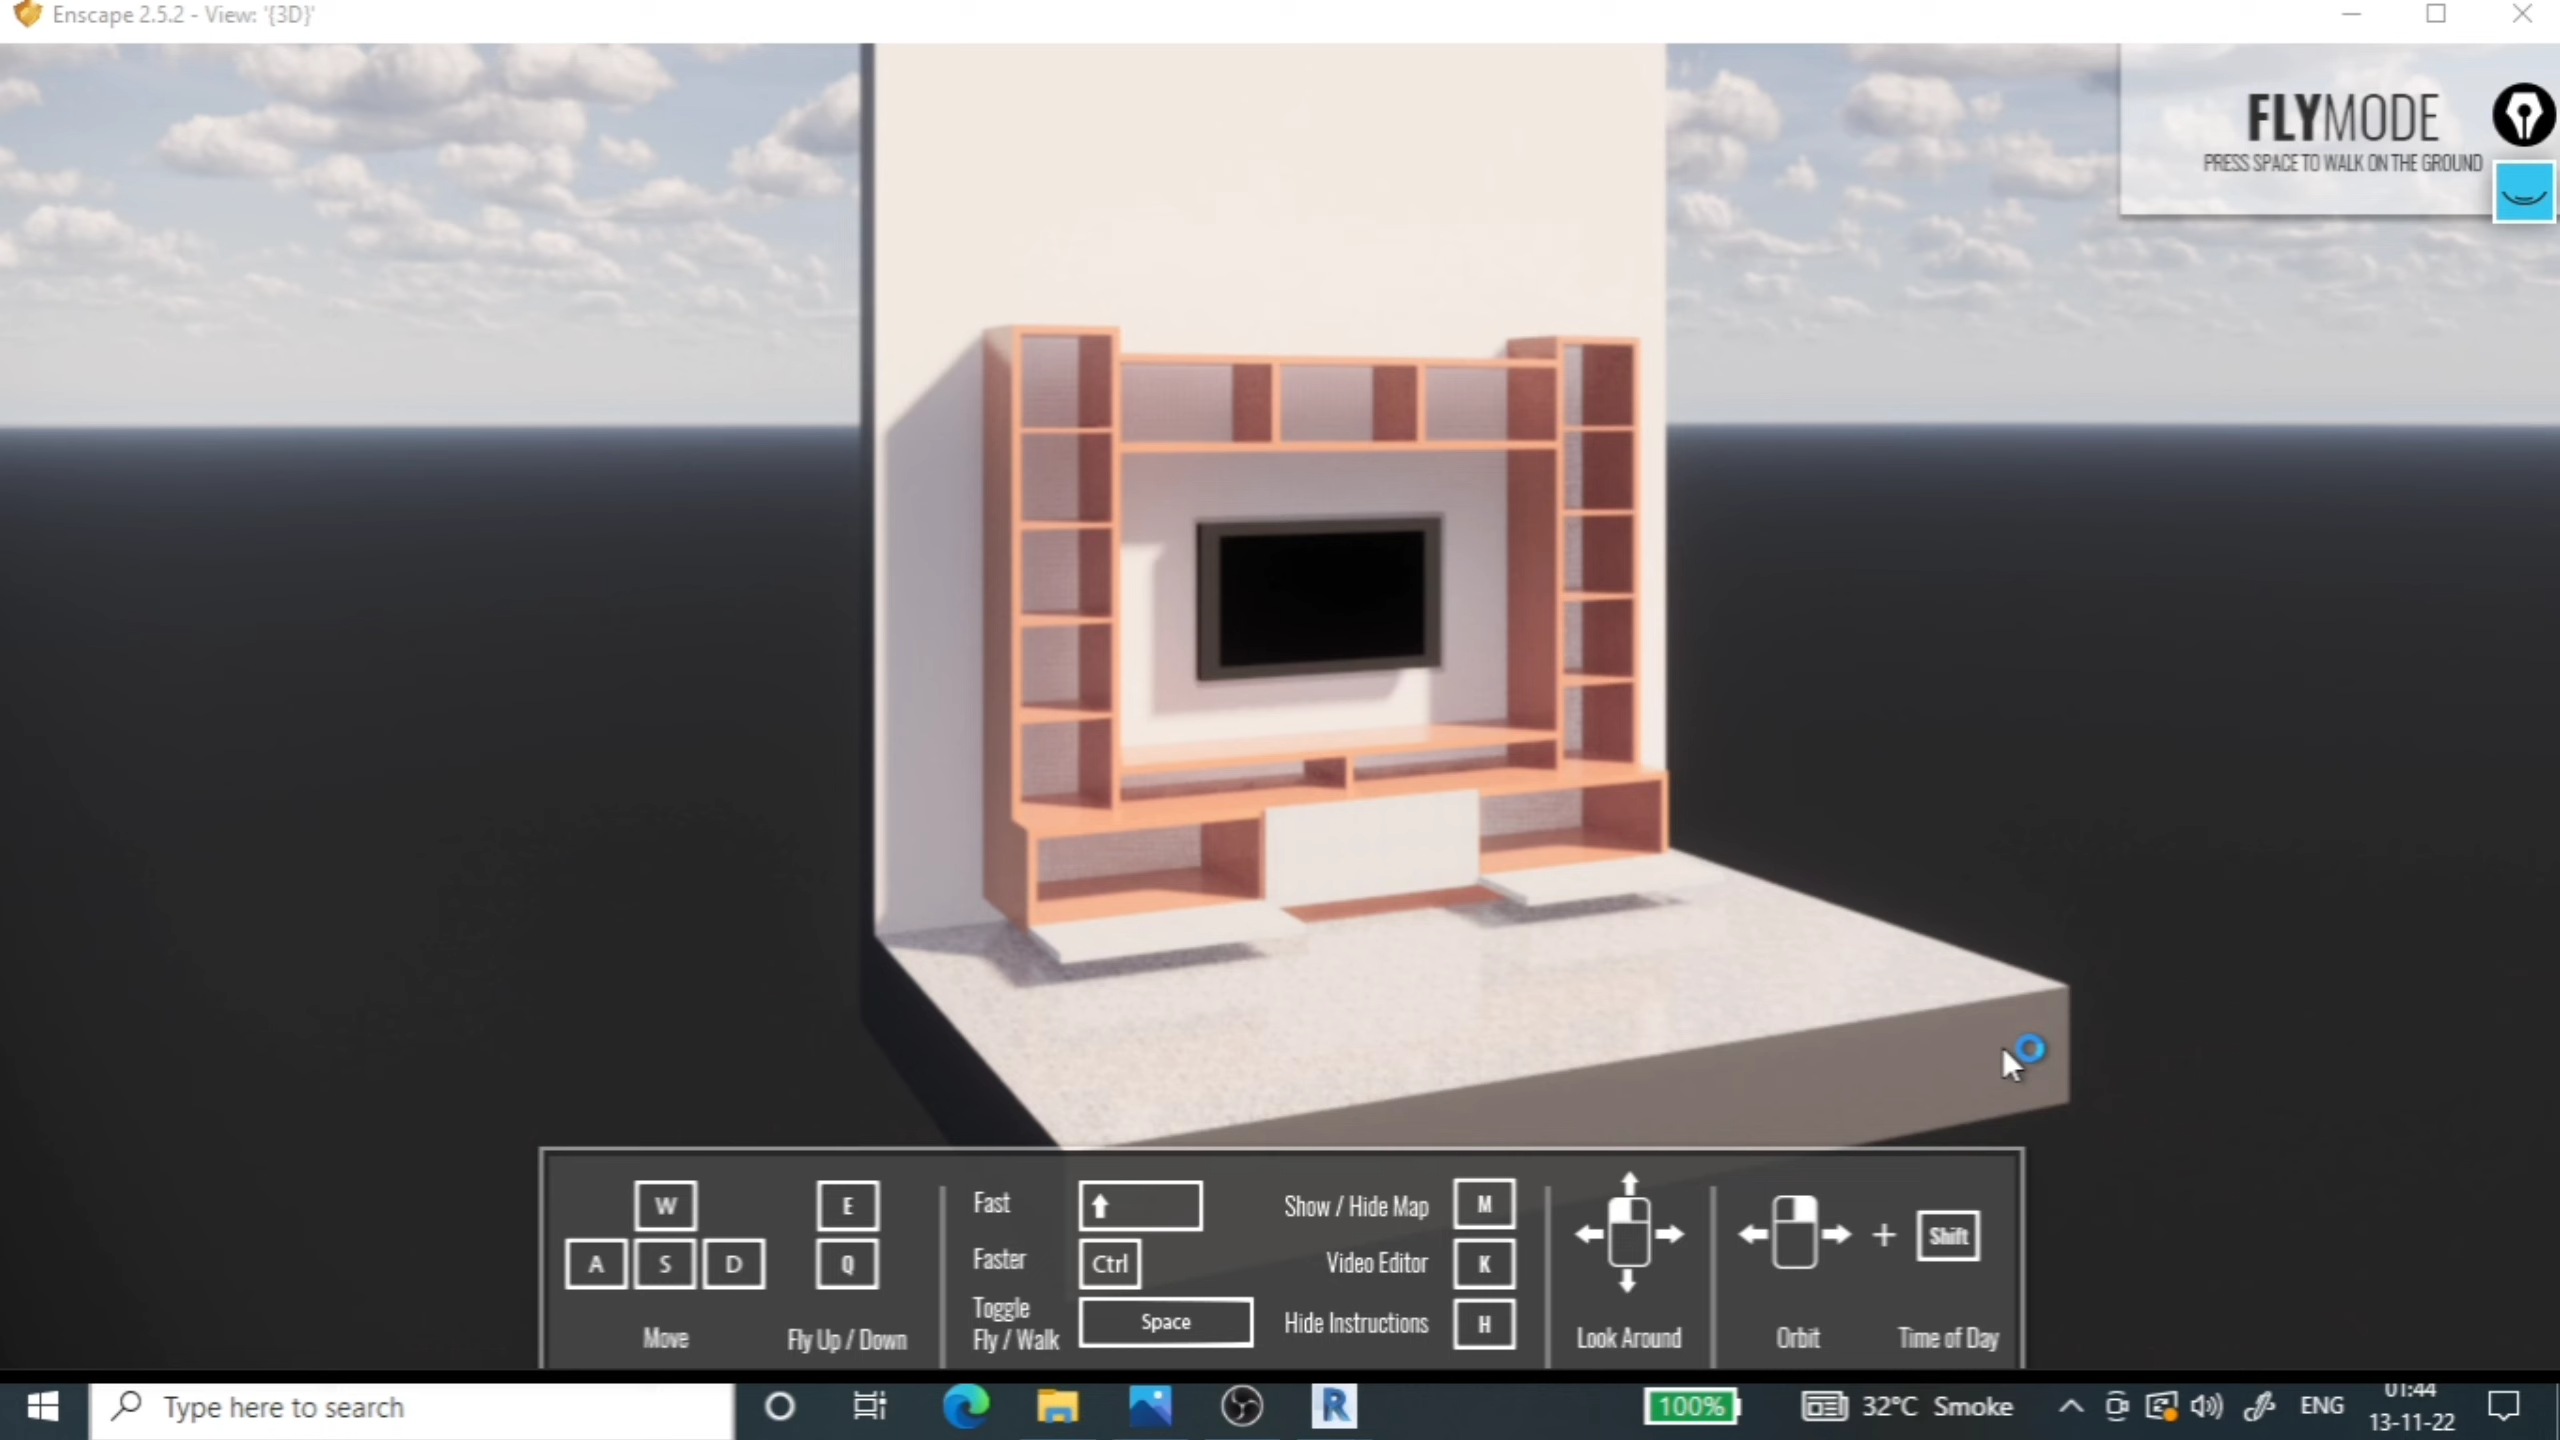 Enscape 2.5.2 - View: '{3D}'
FLYMODE
PRESS SPACE TO WALK ON THE GROUND
W
A S D
Move
E
Q
Fly Up / Down
Fast
Faster Ctrl
Toggle
Fly / Walk Space
Show / Hide Map M
Video Editor K
Hide Instructions H
Look Around
Orbit
+ Shift
Time of Day
Type here to search
R
100%
32°C Smoke
ENG
01:44
13-11-22